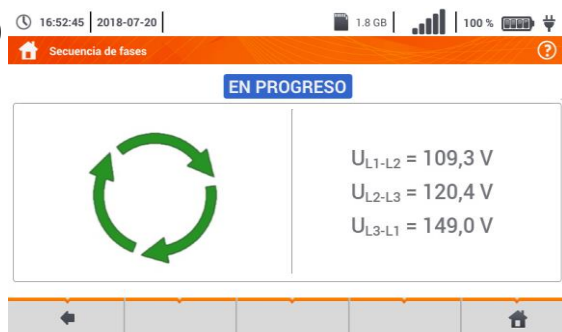 16:52:45 2018-07-20 1.8 GB 100 %
Secuencia de fases ?
EN PROGRESO
UL1-L2 = 109,3 V
UL2-L3 = 120,4 V
UL3-L1 = 149,0 V